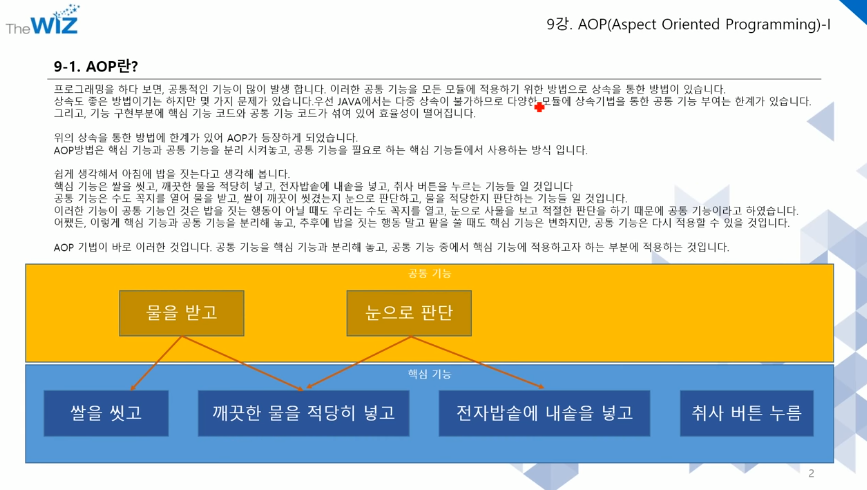 TheWIZ
9강. AOP(Aspect Oriented Programming)-I
9-1. AOP란?
프로그래밍을 하다 보면, 공통적인 기능이 많이 발생 합니다. 이러한 공통 기능을 모든 모듈에 적용하기 위한 방법으로 상속을 통한 방법이 있습니다.
상속도 좋은 방법이기는 하지만 몇 가지 문제가 있습니다.우선 JAVA에서는 다중 상속이 불가하므로 다양한 모듈에 상속기법을 통한 공통 기능 부여는 한계가 있습니다.
그리고, 기능 구현부분에 핵심 기능 코드와 공통 기능 코드가 섞여 있어 효율성이 떨어집니다.
위의 상속을 통한 방법에 한계가 있어 AOP가 등장하게 되었습니다.
AOP방법은 핵심 기능과 공통 기능을 분리 시켜놓고, 공통 기능을 필요로 하는 핵심 기능들에서 사용하는 방식 입니다.
쉽게 생각해서 아침에 밥을 짓는다고 생각해 봅니다.
핵심 기능은 쌀을 씻고, 깨끗한 물을 적당히 넣고, 전자밥솥에 내솥을 넣고, 취사 버튼을 누르는 기능들 일 것입니다
공통 기능은 수도 꼭지를 열어 물을 받고, 쌀이 깨끗이 씻겼는지 눈으로 판단하고, 물을 적당한지 판단하는 기능들 일 것입니다.
이러한 기능이 공통 기능인 것은 밥을 짓는 행동이 아닐 때도 우리는 수도 꼭지를 열고, 눈으로 사물을 보고 적절한 판단을 하기 때문에 공통 기능이라고 하였습니다.
어쨌든, 이렇게 핵심 기능과 공통 기능을 분리해 놓고, 추후에 밥을 짓는 행동 말고 팥을 쑬 때도 핵심 기능은 변화지만, 공통 기능은 다시 적용할 수 있을 것입니다.
AOP 기법이 바로 이러한 것입니다. 공통 기능을 핵심 기능과 분리해 놓고, 공통 기능 중에서 핵심 기능에 적용하고자 하는 부분에 적용하는 것입니다.
공통 기능
물을 받고
눈으로 판단
핵심 기능
쌀을 씻고
깨끗한 물을 적당히 넣고
전자밥솥에 내솥을 넣고
취사 버튼 누름
2